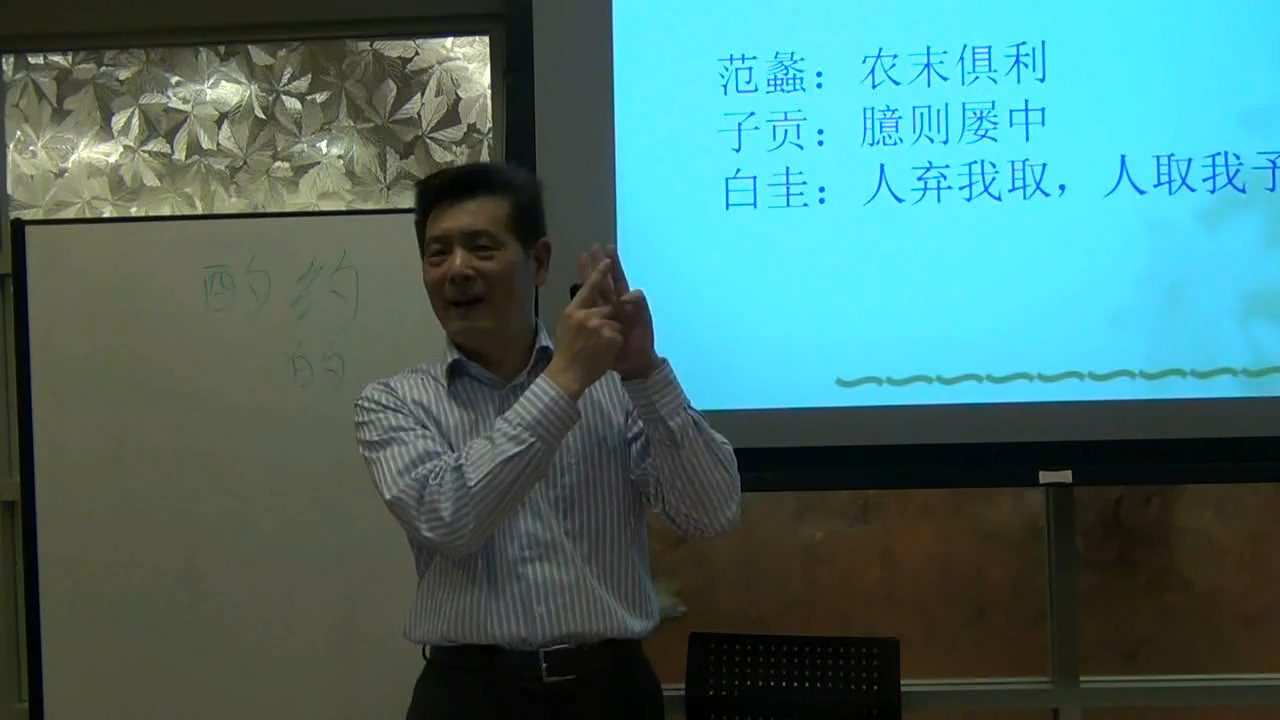 范蠡：农末俱利
子贡：臆则屡中
白圭：人弃我取，人取我予
酌 约
的